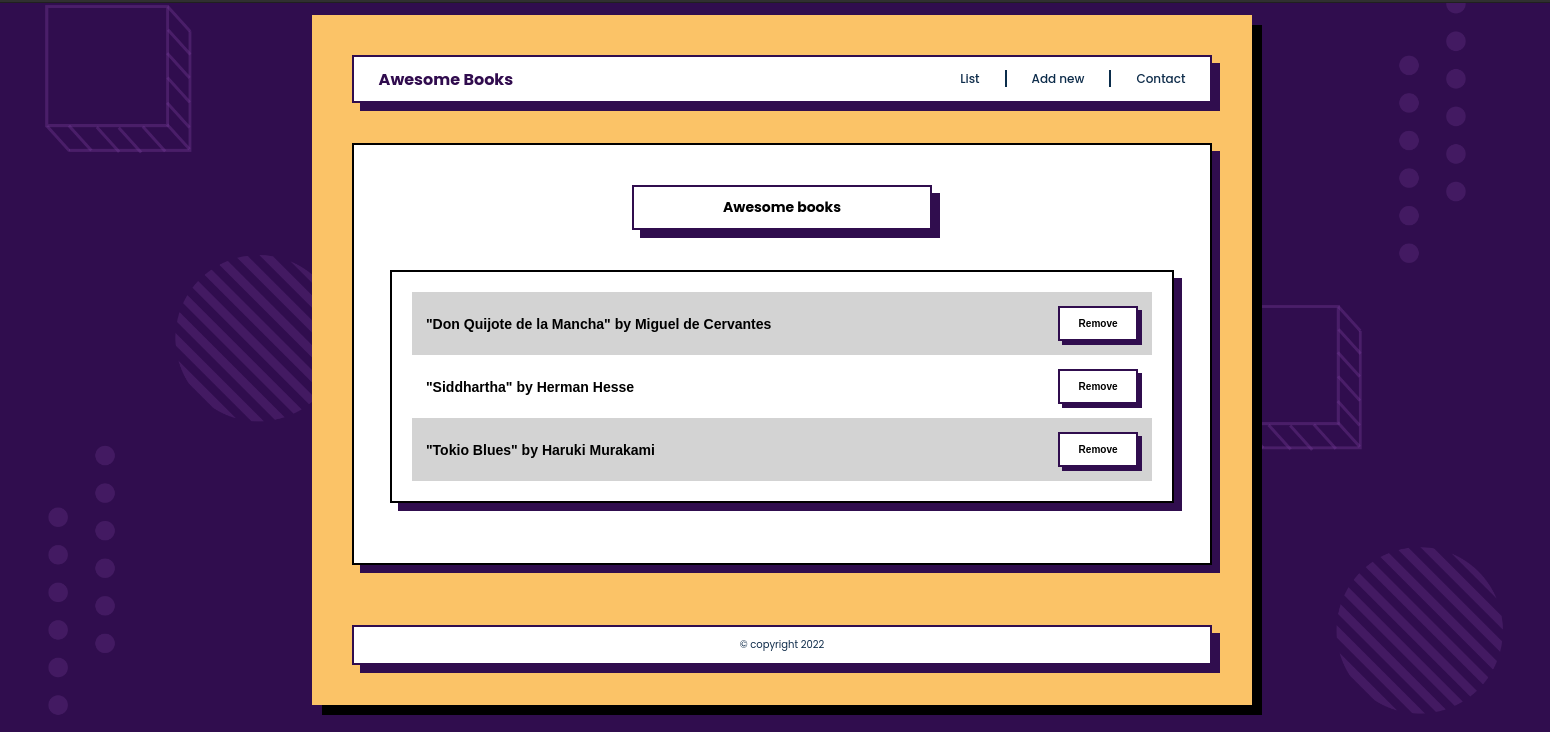 Awesome Books
List
Add new
Contact
Awesome books
"Don Quijote de la Mancha" by Miguel de Cervantes
Remove
"Siddhartha" by Herman Hesse
Remove
"Tokio Blues" by Haruki Murakami
Remove
© copyright 2022